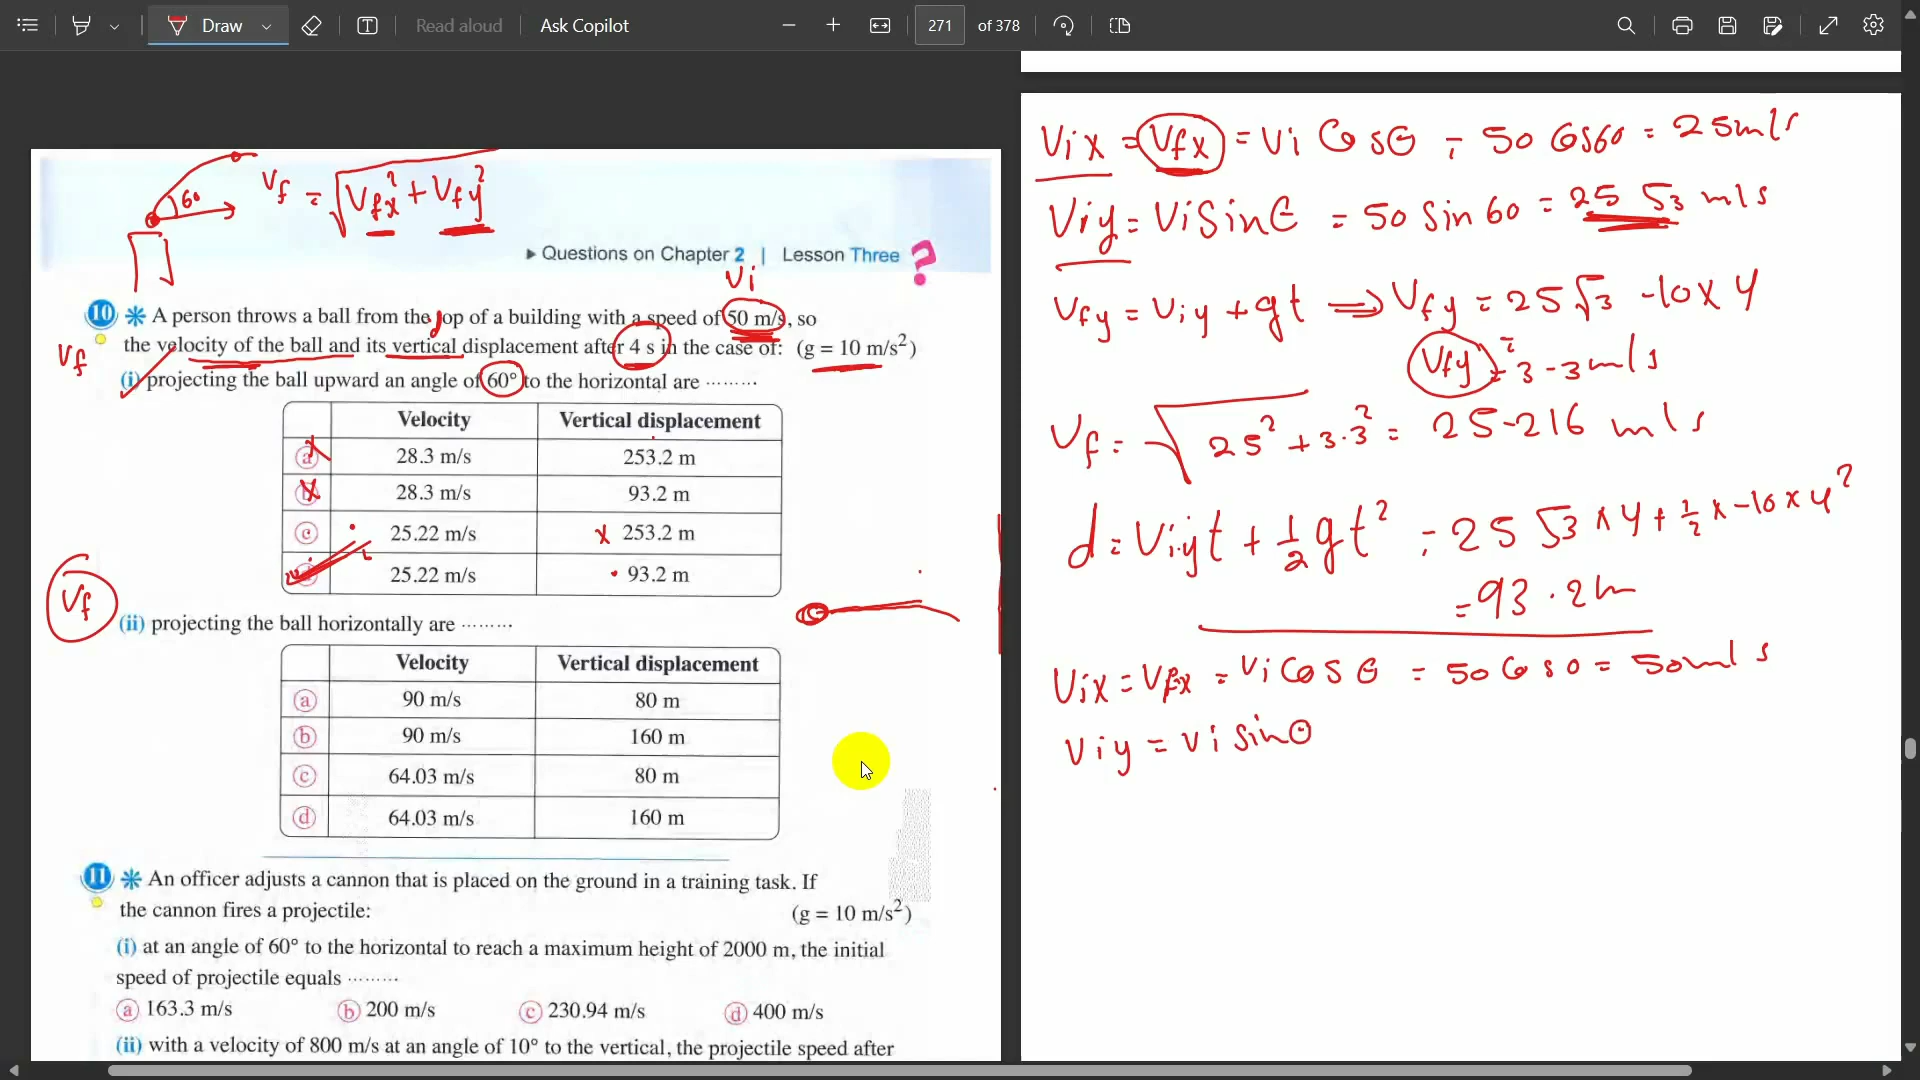 Draw
Read aloud
Ask Copilot
271 of 378
60
Vf = √Vfx² + Vfy²
▶ Questions on Chapter 2 | Lesson Three ?
Vi
10 * A person throws a ball from the top of a building with a speed of 50 m/s, so
the velocity of the ball and its vertical displacement after 4 s in the case of: (g = 10 m/s²)
Vf
(i) projecting the ball upward an angle of 60° to the horizontal are ·········
Velocity Vertical displacement
a 28.3 m/s 253.2 m
b 28.3 m/s 93.2 m
c 25.22 m/s x 253.2 m
25.22 m/s 93.2 m
Vf
(ii) projecting the ball horizontally are ·········
Velocity Vertical displacement
a 90 m/s 80 m
b 90 m/s 160 m
c 64.03 m/s 80 m
d 64.03 m/s 160 m
11 * An officer adjusts a cannon that is placed on the ground in a training task. If
the cannon fires a projectile: (g = 10 m/s²)
(i) at an angle of 60° to the horizontal to reach a maximum height of 2000 m, the initial
speed of projectile equals ·········
a 163.3 m/s b 200 m/s c 230.94 m/s d 400 m/s
(ii) with a velocity of 800 m/s at an angle of 10° to the vertical, the projectile speed after
Vix = Vfx = Vi Cosθ = 50 Cos60 = 25m/s
Viy = Vi Sinθ = 50 Sin 60 = 25 √3 m/s
Vfy = Viy + gt ⟹ Vfy = 25 √3 - 10 x 4
Vfy = 3-3 m/s
Vf = √25² + 3.3² = 25-216 m/s
d = Viyt + 1/2 gt² = 25 √3 x 4 + 1/2 x -10 x 4²
= 93.2m
Vix = Vfx = Vi Cos θ = 50 Cos 0 = 50m/s
Viy = Vi Sinθ